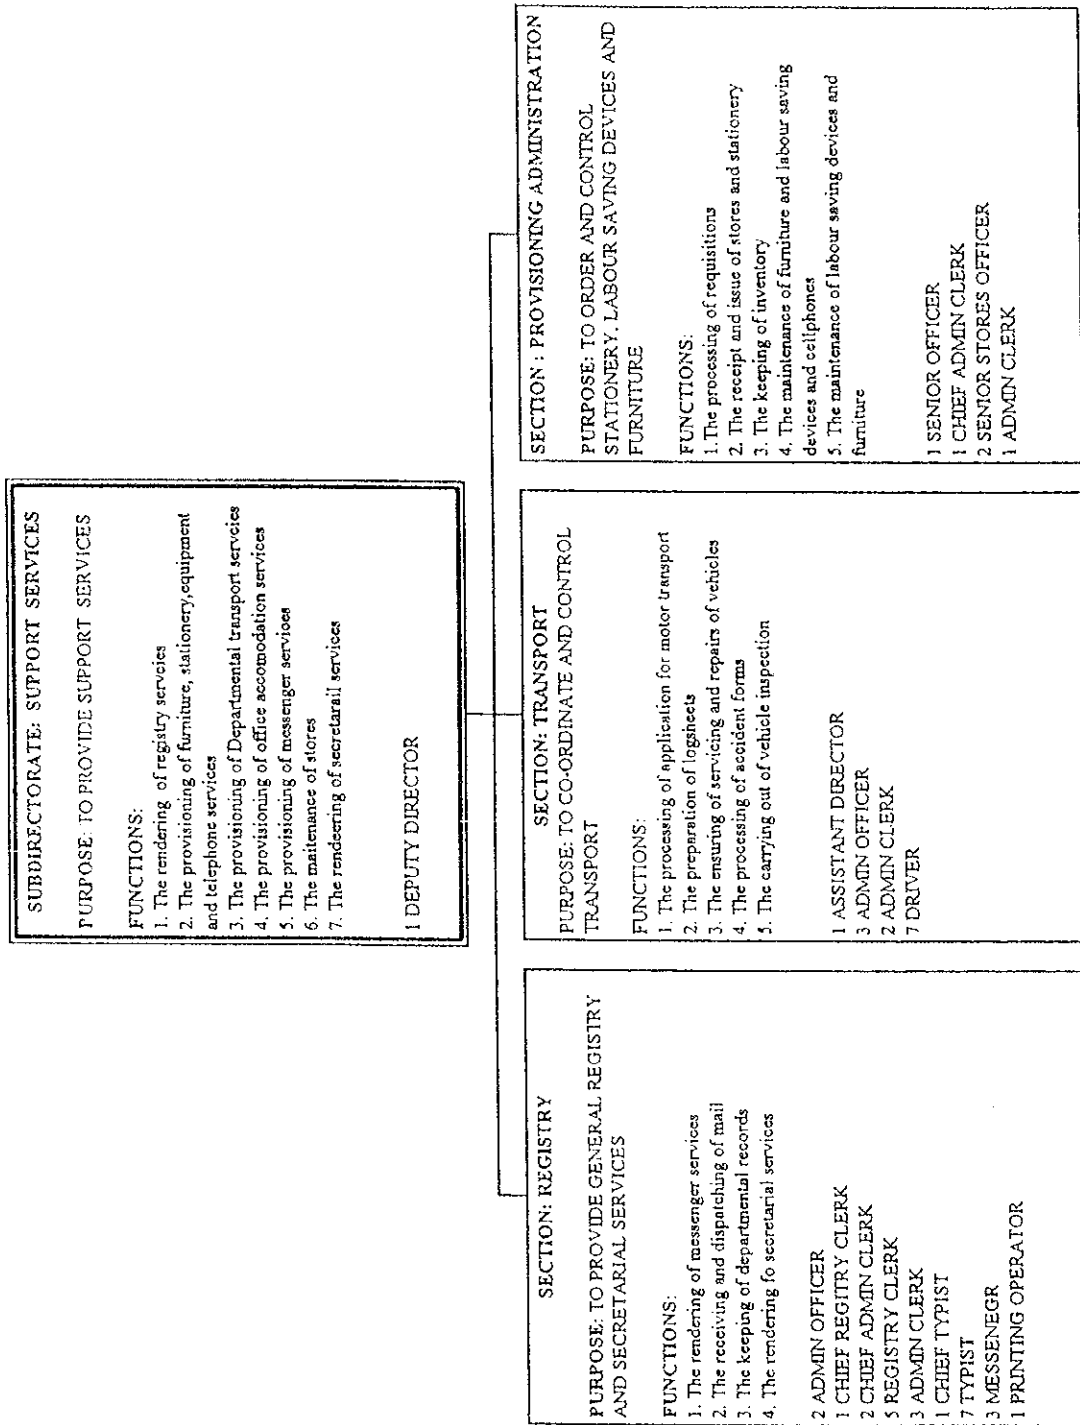 SUBDIRECTORATE: SUPPORT SERVICES
PURPOSE: TO PROVIDE SUPPORT SERVICES
FUNCTIONS:
1. The rendering of registry servcies
2. The provisioning of furniture, stationery,equipment
and telephone services
3. The provisioning of Departmental transport servcies
4. The provisioning of office accomodation services
5. The provisioning of messenger services
6. The maitenance of stores
7. The rendeering of secretarail services
1 DEPUTY DIRECTOR
SECTION: REGISTRY
PURPOSE: TO PROVIDE GENERAL REGISTRY
AND SECRETARIAL SERVICES
FUNCTIONS:
1. The rendering of messenger services
2. The receiving and dispatching of mail
3. The keeping of departmental records
4. The rendering fo secretarial services
2 ADMIN OFFICER
1 CHIEF REGITRY CLERK
2 CHIEF ADMIN CLERK
5 REGISTRY CLERK
3 ADMIN CLERK
1 CHIEF TYPIST
7 TYPIST
3 MESSENEGR
1 PRINTING OPERATOR
SECTION: TRANSPORT
PURPOSE: TO CO-ORDINATE AND CONTROL
TRANSPORT
FUNCTIONS:
1. The processing of application for motor transport
2. The preparation of logsheets
3. The ensuring of servicing and repairs of vehicles
4. The processing of accident forms
5. The carrying out of vehicle inspection
1 ASSISTANT DIRECTOR
3 ADMIN OFFICER
2 ADMIN CLERK
7 DRIVER
SECTION : PROVISIONING ADMINISTRATION
PURPOSE: TO ORDER AND CONTROL
STATIONERY, LABOUR SAVING DEVICES AND
FURNITURE
FUNCTIONS:
1.The processing of requisitions
2. The receipt and issue of stores and stationery
3. The keeping of inventory
4. The maintenance of furniture and labour saving
devices and cellphones
5. The maintenance of labour saving devices and
furniture
1 SENIOR OFFICER
1 CHIEF ADMIN CLERK
2 SENIOR STORES OFFICER
1 ADMIN CLERK